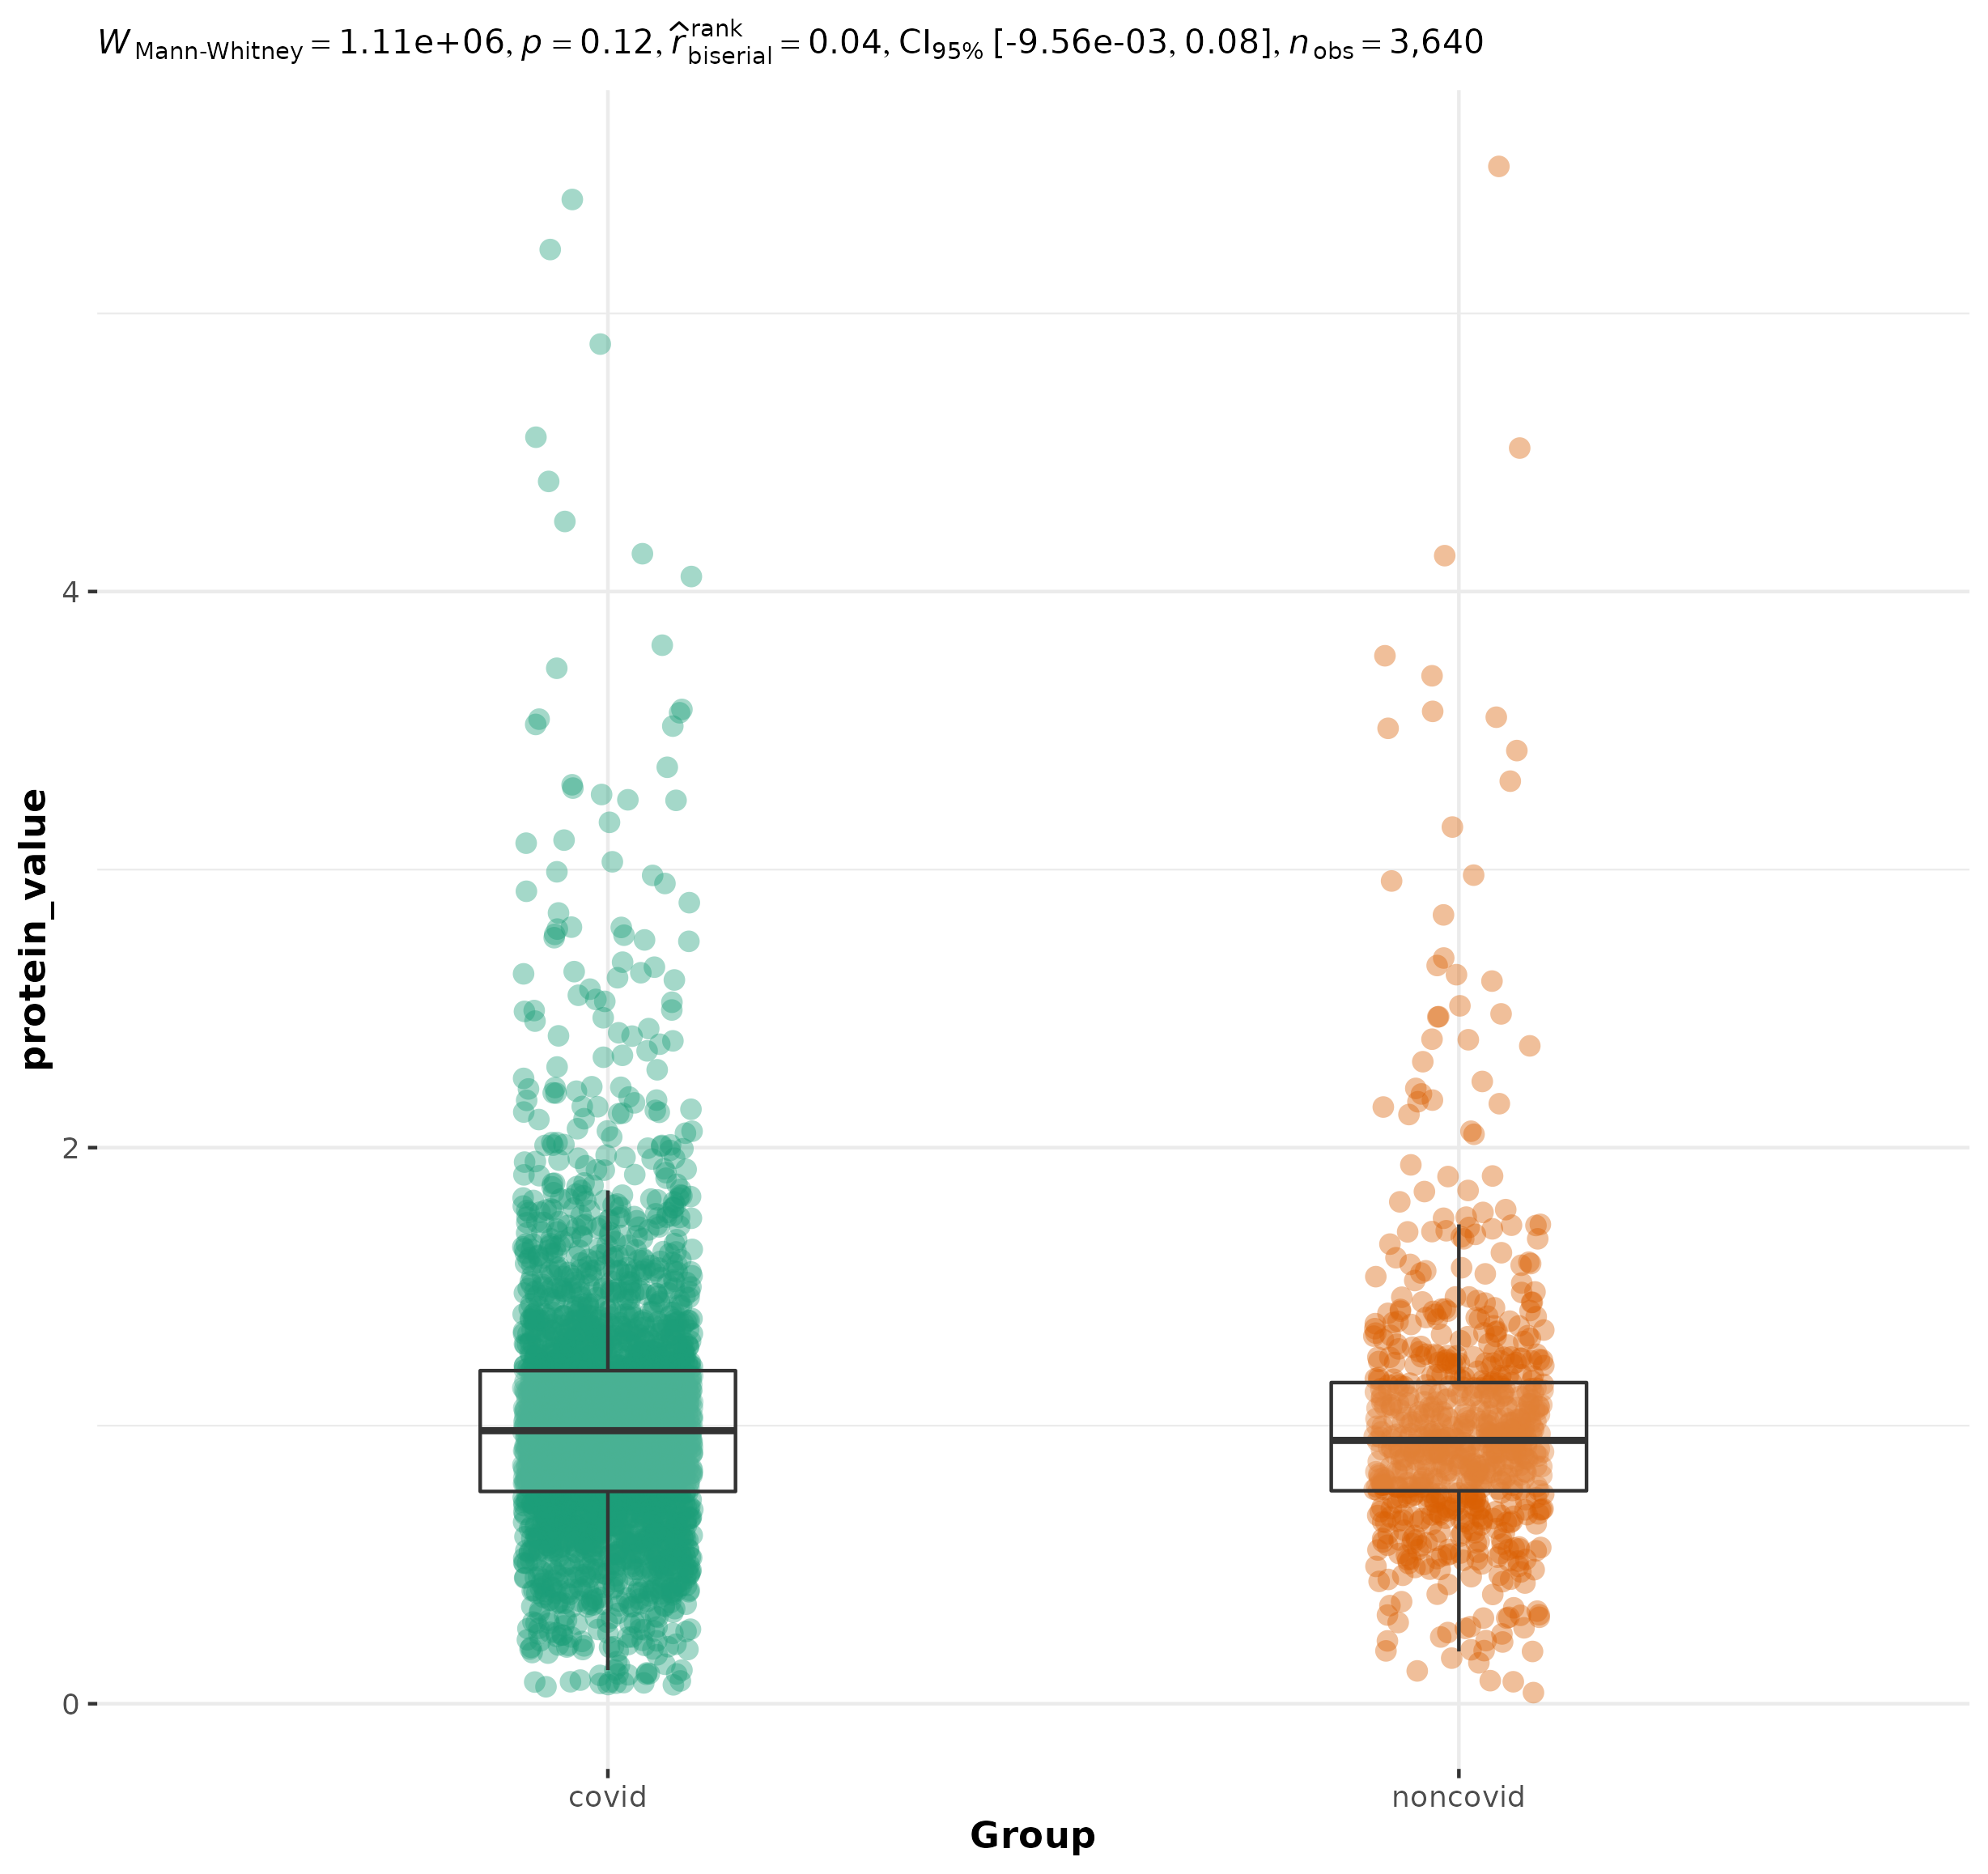 W Mann-Whitney = 1.11e+06, p = 0.12, r̂ rank biserial = 0.04, CI95% [-9.56e-03, 0.08], n obs = 3,640
protein_value
4
2
0
covid noncovid
Group